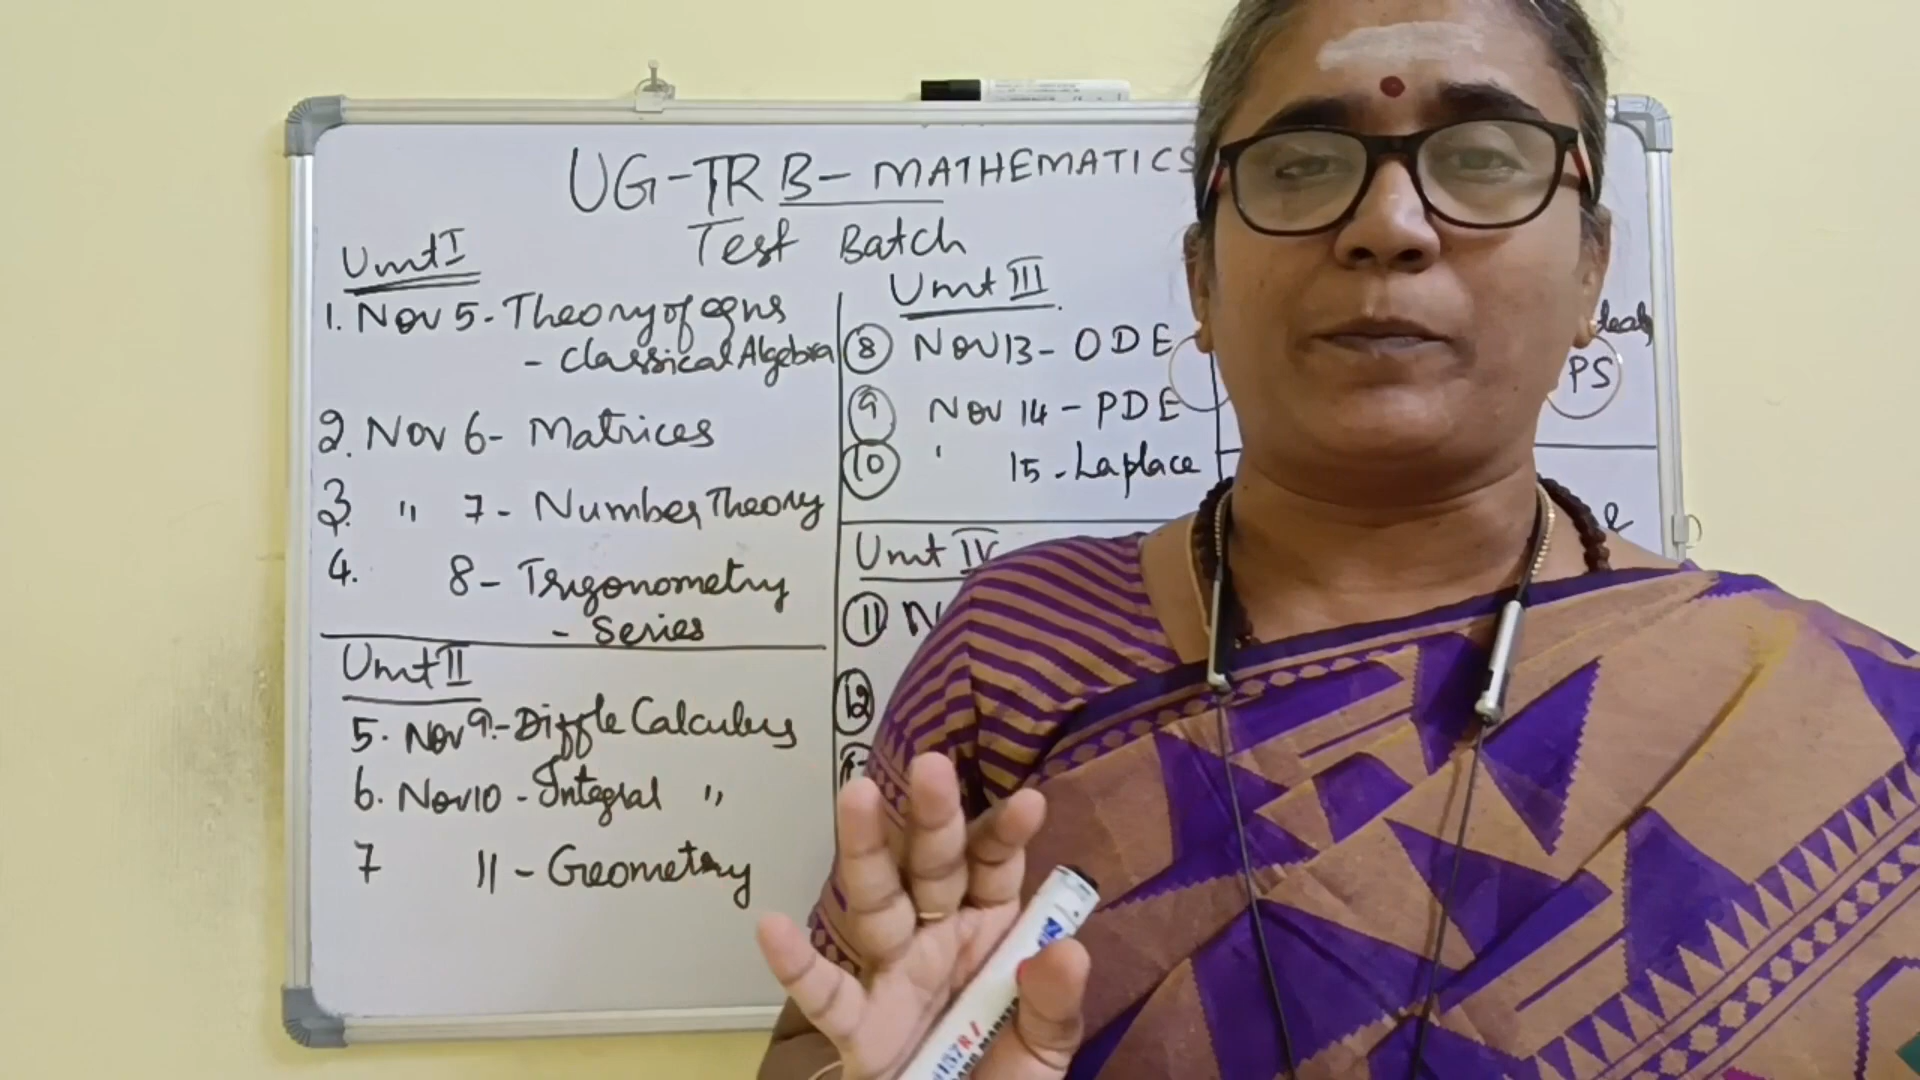 UG-TRB- MATHEMATICS
Test Batch
Unit I
1. Nov 5 - Theory of eqns
- Classical Algebra
2. Nov 6- Matrices
3. " 7- Number Theory
4. 8- Trigonometry
- Series
Unit II
5. Nov 9.- Diffle Calculus
6. Nov 10 - Integral "
7 11 - Geometry
Unit III
8 Nov 13- ODE
9 Nov 14 - PDE
10 " 15 - Laplace
Unit IV
11 N
12
PS